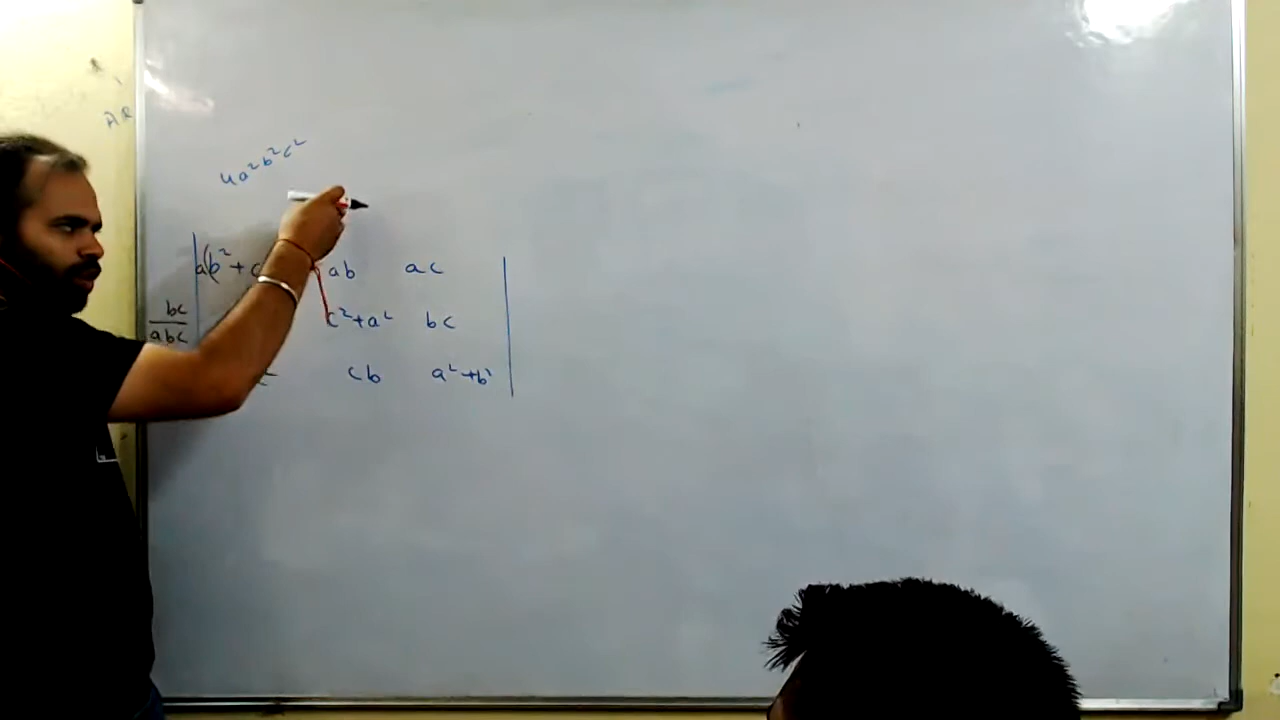 AR
4a²b²c²
a(b²+c ab ac
bc c²+a² bc
abc
cb a²+b²